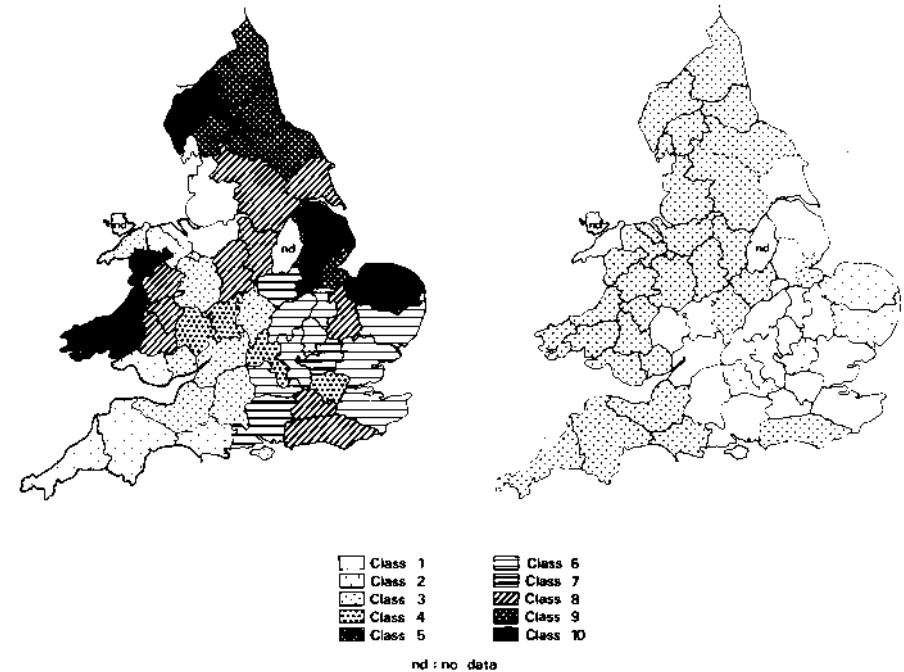 nd
nd
nd
nd
Class 1
Class 2
Class 3
Class 4
Class 5
Class 6
Class 7
Class 8
Class 9
Class 10
nd : no data